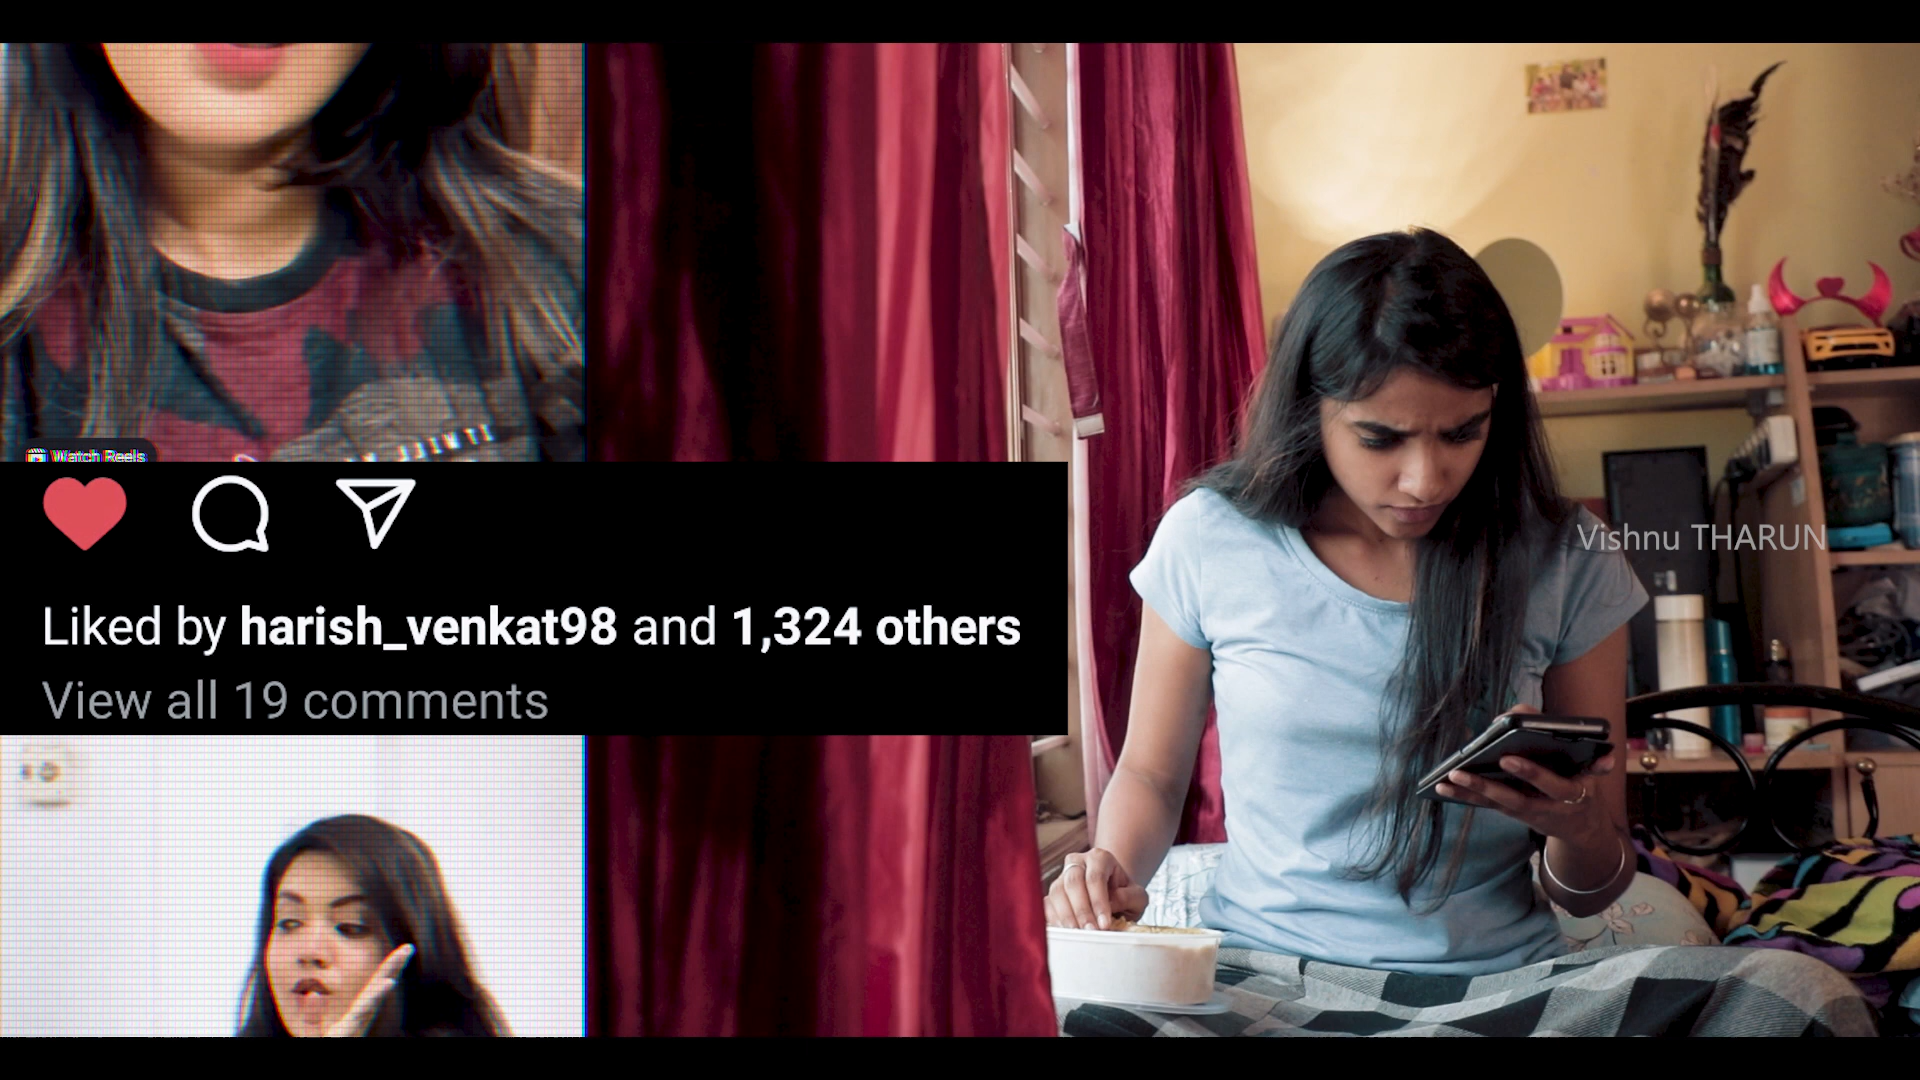 Watch Reels
Liked by harish_venkat98 and 1,324 others
View all 19 comments
Vishnu THARUN